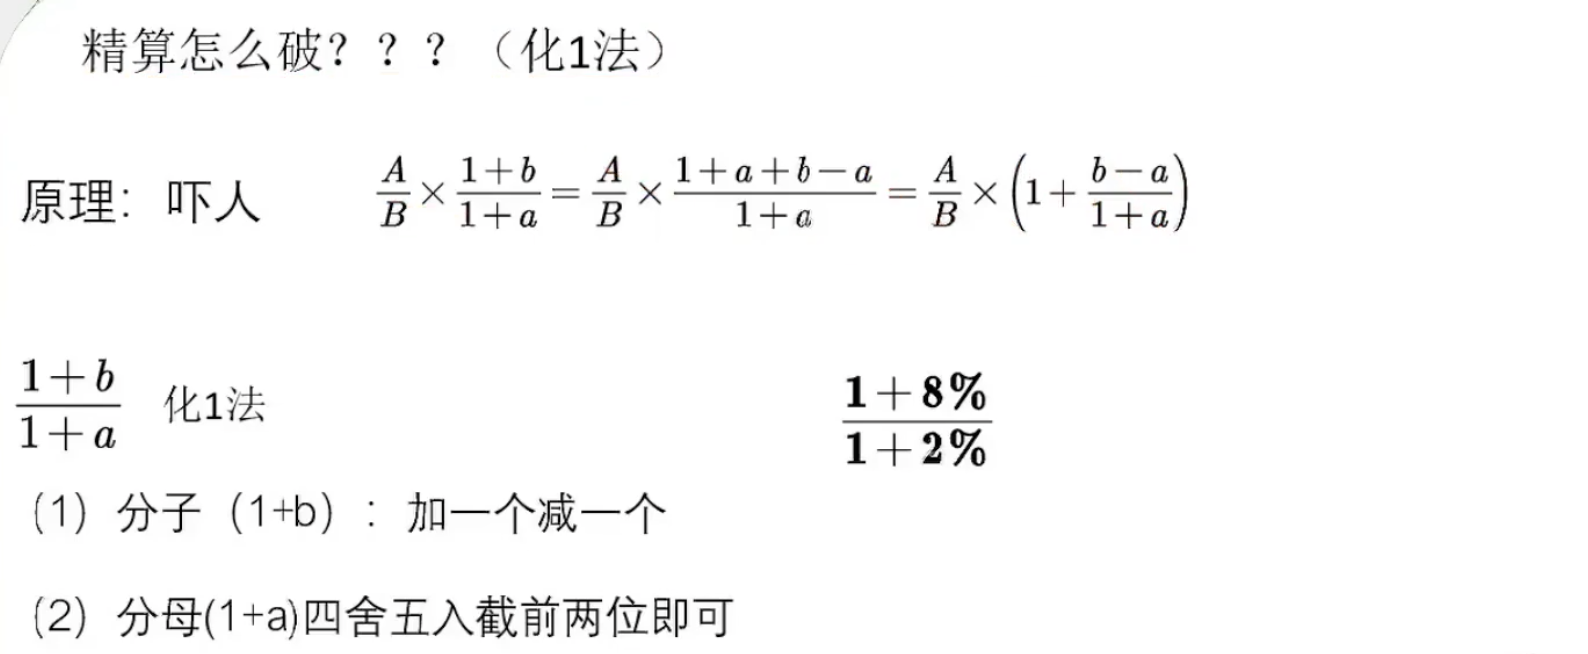 精算怎么破？？？（化1法）
原理：吓人 $\frac{A}{B}\times\frac{1+b}{1+a}=\frac{A}{B}\times\frac{1+a+b-a}{1+a}=\frac{A}{B}\times\left(1+\frac{b-a}{1+a}\right)$
$\frac{1+b}{1+a}$ 化1法 $\frac{1+8\%}{1+2\%}$
（1）分子（1+b）：加一个减一个
（2）分母(1+a)四舍五入截前两位即可